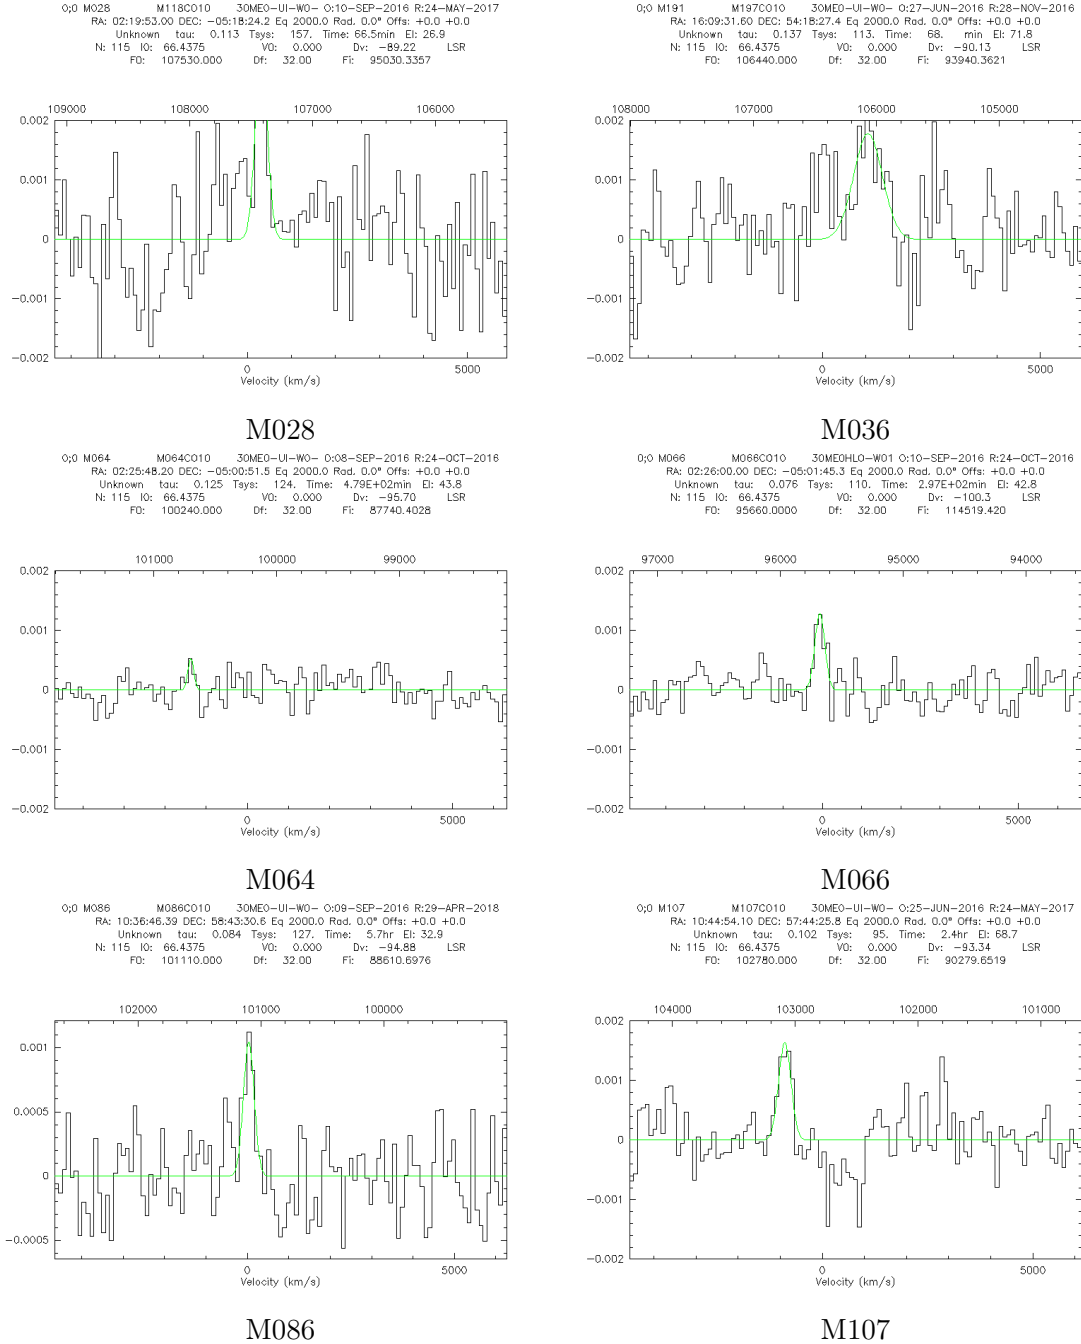 0;0 M028 M118CO10 30ME0-UI-W0- O:10-SEP-2016 R:24-MAY-2017
RA: 02:19:53.00 DEC: -05:18:24.2 Eq 2000.0 Rad. 0.0° Offs: +0.0 +0.0
Unknown tau: 0.113 Tsys: 157. Time: 66.5min El: 26.9
N: 115 I0: 66.4375 V0: 0.000 Dv: -89.22 LSR
F0: 107530.000 Df: 32.00 Fi: 95030.3357
109000 108000 107000 106000
0.002
0.001
0
-0.001
-0.002
0 5000
Velocity (km/s)
M028
0;0 M191 M197CO10 30ME0-UI-W0- O:27-JUN-2016 R:28-NOV-2016
RA: 16:09:31.60 DEC: 54:18:27.4 Eq 2000.0 Rad. 0.0° Offs: +0.0 +0.0
Unknown tau: 0.137 Tsys: 113. Time: 68. min El: 71.8
N: 115 I0: 66.4375 V0: 0.000 Dv: -90.13 LSR
F0: 106440.000 Df: 32.00 Fi: 93940.3621
108000 107000 106000 105000
0.002
0.001
0
-0.001
-0.002
0 5000
Velocity (km/s)
M036
0;0 M064 M064CO10 30ME0-UI-W0- O:08-SEP-2016 R:24-OCT-2016
RA: 02:25:48.20 DEC: -05:00:51.5 Eq 2000.0 Rad. 0.0° Offs: +0.0 +0.0
Unknown tau: 0.125 Tsys: 124. Time: 4.79E+02min El: 43.8
N: 115 I0: 66.4375 V0: 0.000 Dv: -95.70 LSR
F0: 100240.000 Df: 32.00 Fi: 87740.4028
101000 100000 99000
0.002
0.001
0
-0.001
-0.002
0 5000
Velocity (km/s)
M064
0;0 M066 M066CO10 30ME0HLO-W01 O:10-SEP-2016 R:24-OCT-2016
RA: 02:26:00.00 DEC: -05:01:45.3 Eq 2000.0 Rad. 0.0° Offs: +0.0 +0.0
Unknown tau: 0.076 Tsys: 110. Time: 2.97E+02min El: 42.8
N: 115 I0: 66.4375 V0: 0.000 Dv: -100.3 LSR
F0: 95660.0000 Df: 32.00 Fi: 114519.420
97000 96000 95000 94000
0.002
0.001
0
-0.001
-0.002
0 5000
Velocity (km/s)
M066
0;0 M086 M086CO10 30ME0-UI-W0- O:09-SEP-2016 R:29-APR-2018
RA: 10:36:46.39 DEC: 58:43:30.6 Eq 2000.0 Rad. 0.0° Offs: +0.0 +0.0
Unknown tau: 0.084 Tsys: 127. Time: 5.7hr El: 32.9
N: 115 I0: 66.4375 V0: 0.000 Dv: -94.88 LSR
F0: 101110.000 Df: 32.00 Fi: 88610.6976
102000 101000 100000
0.001
0.0005
0
-0.0005
0 5000
Velocity (km/s)
M086
0;0 M107 M107CO10 30ME0-UI-W0- O:25-JUN-2016 R:24-MAY-2017
RA: 10:44:54.10 DEC: 57:44:25.8 Eq 2000.0 Rad. 0.0° Offs: +0.0 +0.0
Unknown tau: 0.102 Tsys: 95. Time: 2.4hr El: 68.7
N: 115 I0: 66.4375 V0: 0.000 Dv: -93.34 LSR
F0: 102780.000 Df: 32.00 Fi: 90279.6519
104000 103000 102000 101000
0.002
0.001
0
-0.001
-0.002
0 5000
Velocity (km/s)
M107